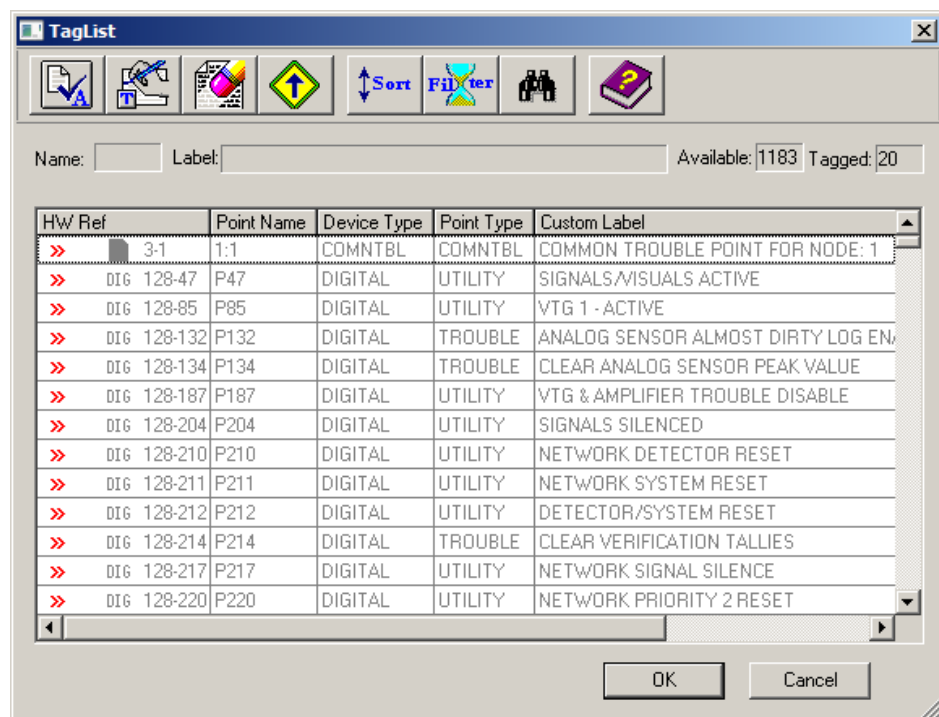 TagList
A T Sort Filter ?
Name: Label: Available: 1183 Tagged: 20
HW Ref Point Name Device Type Point Type Custom Label
» 3-1 1:1 COMNTBL COMNTBL COMMON TROUBLE POINT FOR NODE: 1
» DIG 128-47 P47 DIGITAL UTILITY SIGNALS/VISUALS ACTIVE
» DIG 128-85 P85 DIGITAL UTILITY VTG 1 - ACTIVE
» DIG 128-132 P132 DIGITAL TROUBLE ANALOG SENSOR ALMOST DIRTY LOG EN
» DIG 128-134 P134 DIGITAL TROUBLE CLEAR ANALOG SENSOR PEAK VALUE
» DIG 128-187 P187 DIGITAL UTILITY VTG & AMPLIFIER TROUBLE DISABLE
» DIG 128-204 P204 DIGITAL UTILITY SIGNALS SILENCED
» DIG 128-210 P210 DIGITAL UTILITY NETWORK DETECTOR RESET
» DIG 128-211 P211 DIGITAL UTILITY NETWORK SYSTEM RESET
» DIG 128-212 P212 DIGITAL UTILITY DETECTOR/SYSTEM RESET
» DIG 128-214 P214 DIGITAL TROUBLE CLEAR VERIFICATION TALLIES
» DIG 128-217 P217 DIGITAL UTILITY NETWORK SIGNAL SILENCE
» DIG 128-220 P220 DIGITAL UTILITY NETWORK PRIORITY 2 RESET
OK Cancel